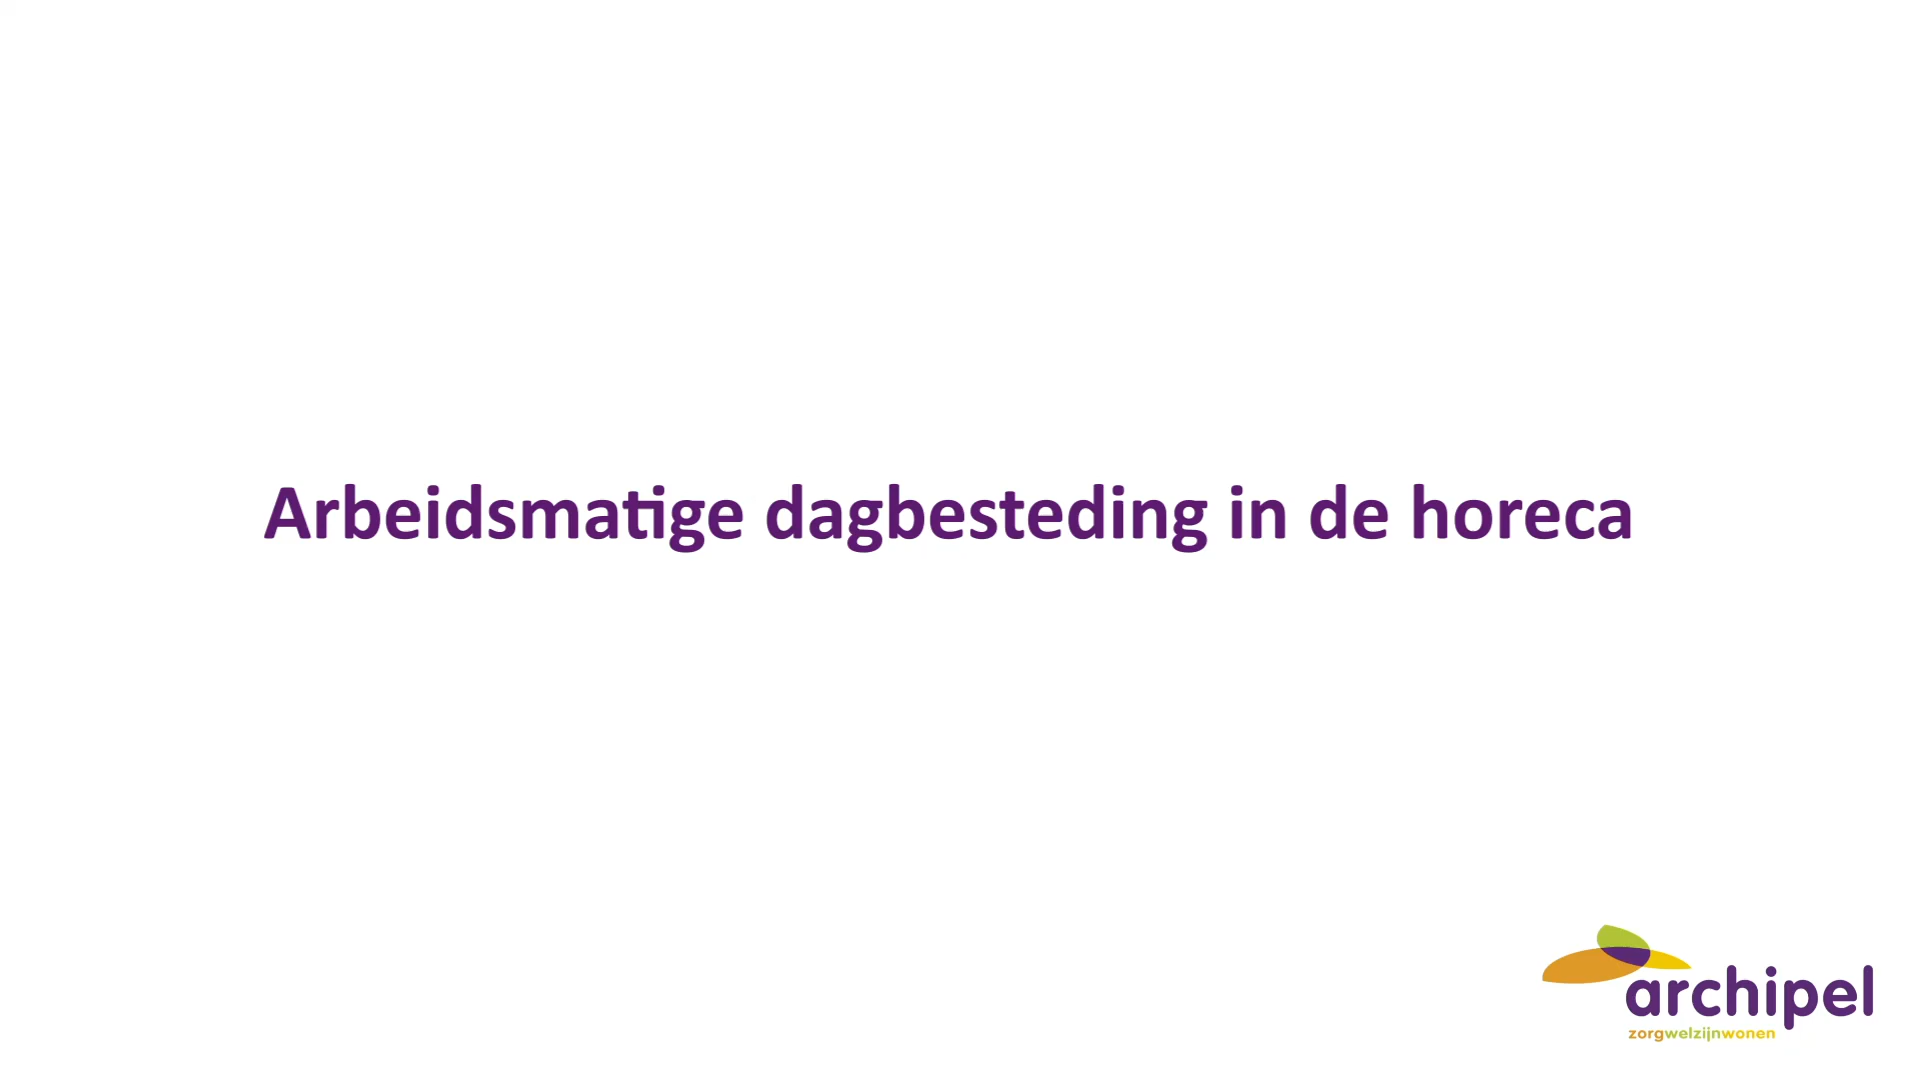 Arbeidsmatige dagbesteding in de horeca
archipel
zorgwelzijnwonen